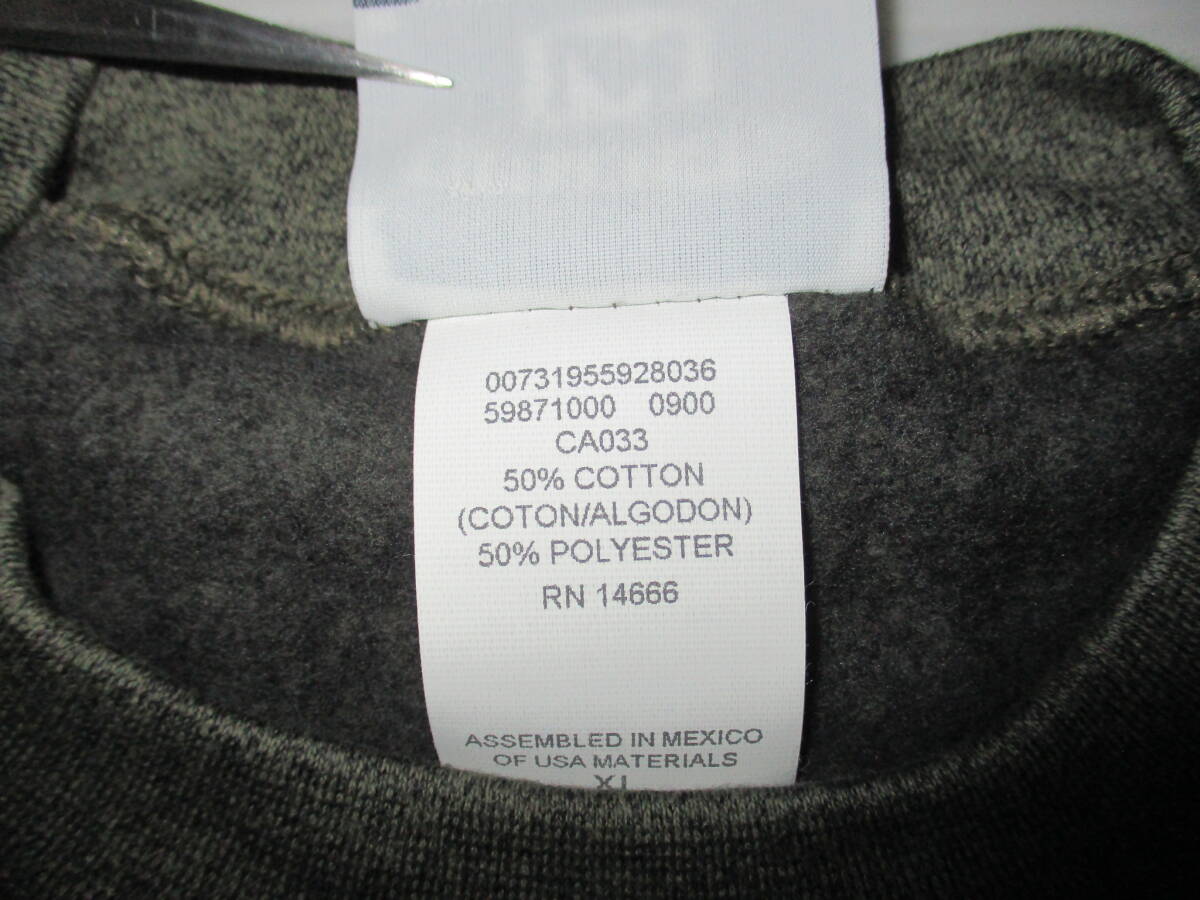 00731955928036
59871000 0900
CA033
50% COTTON
(COTON/ALGODON)
50% POLYESTER
RN 14666
ASSEMBLED IN MEXICO
OF USA MATERIALS
XL